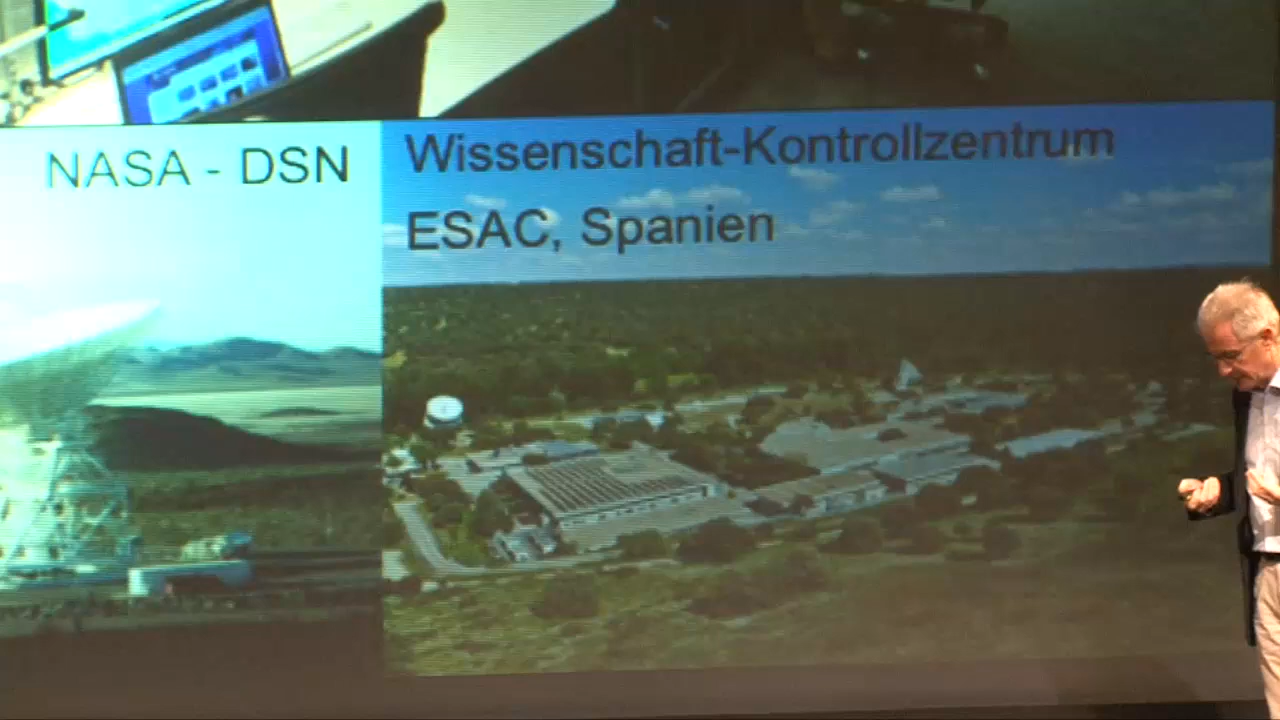 NASA - DSN
Wissenschaft-Kontrollzentrum
ESAC, Spanien